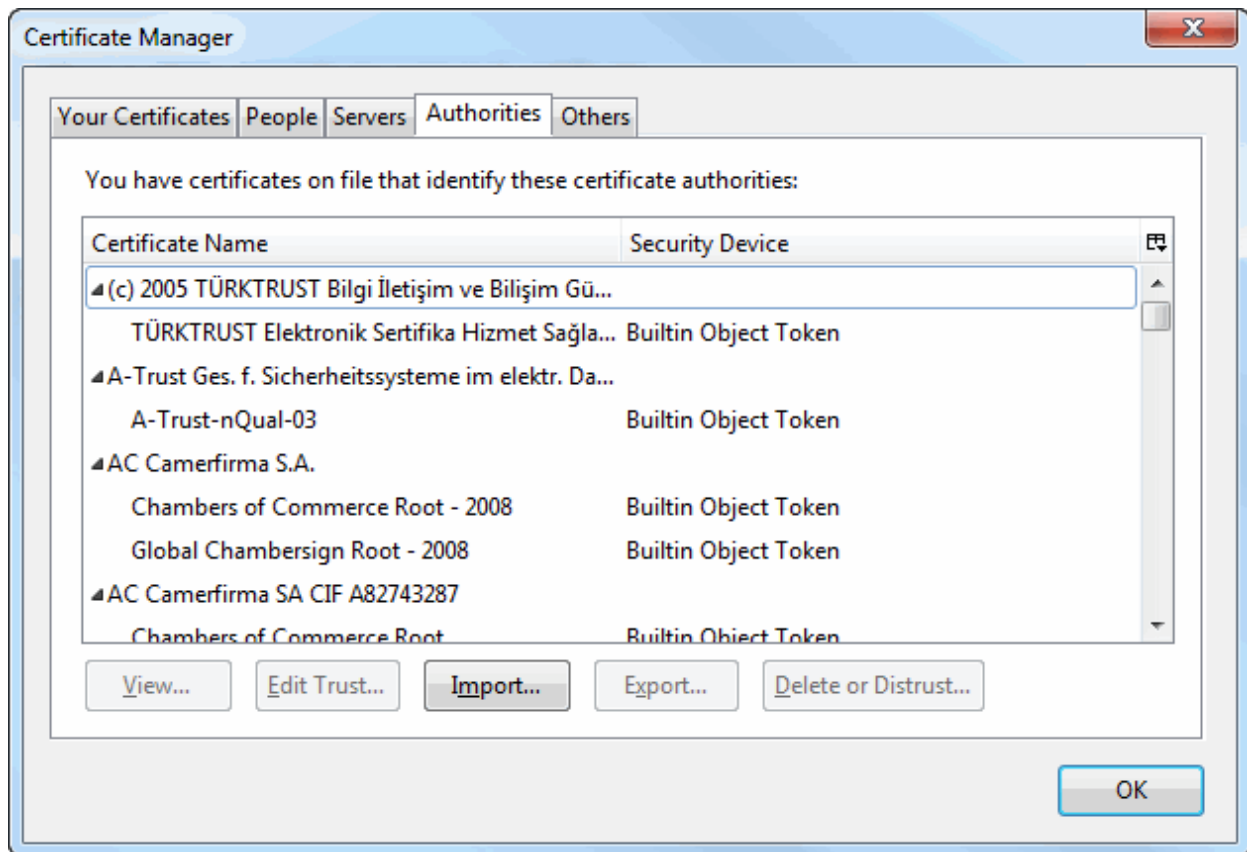 Certificate Manager
Your Certificates People Servers Authorities Others
You have certificates on file that identify these certificate authorities:
Certificate Name Security Device
(c) 2005 TÜRKTRUST Bilgi İletişim ve Bilişim Gü...
TÜRKTRUST Elektronik Sertifika Hizmet Sağla... Builtin Object Token
A-Trust Ges. f. Sicherheitssysteme im elektr. Da...
A-Trust-nQual-03 Builtin Object Token
AC Camerfirma S.A.
Chambers of Commerce Root - 2008 Builtin Object Token
Global Chambersign Root - 2008 Builtin Object Token
AC Camerfirma SA CIF A82743287
Chambers of Commerce Root Builtin Object Token
View... Edit Trust... Import... Export... Delete or Distrust...
OK